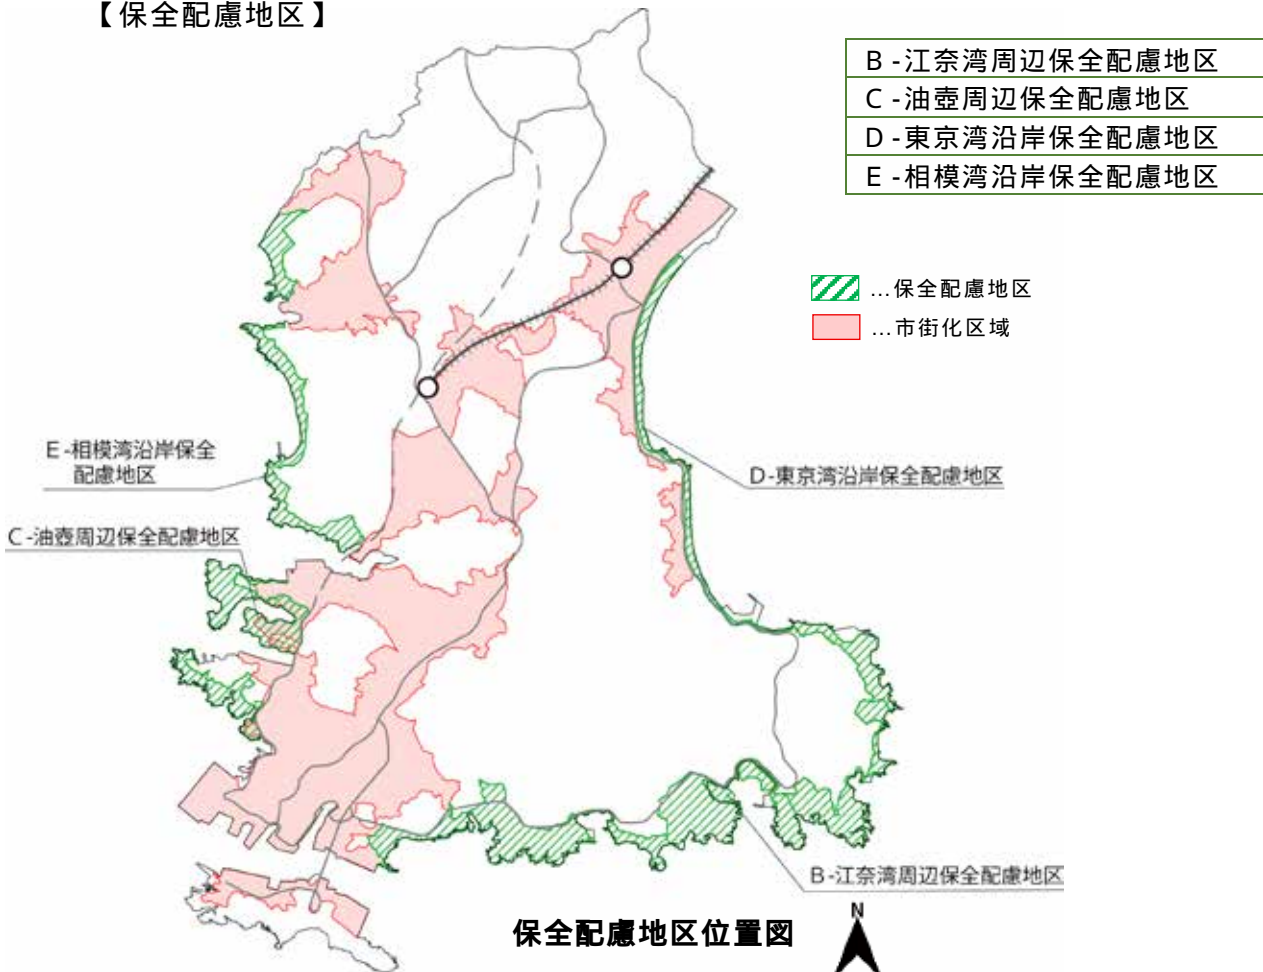 【保全配慮地区】
B-江奈湾周辺保全配慮地区
C-油壺周辺保全配慮地区
D-東京湾沿岸保全配慮地区
E-相模湾沿岸保全配慮地区
…保全配慮地区
…市街化区域
E-相模湾沿岸保全
配慮地区
D-東京湾沿岸保全配慮地区
C-油壺周辺保全配慮地区
B-江奈湾周辺保全配慮地区
保全配慮地区位置図
N